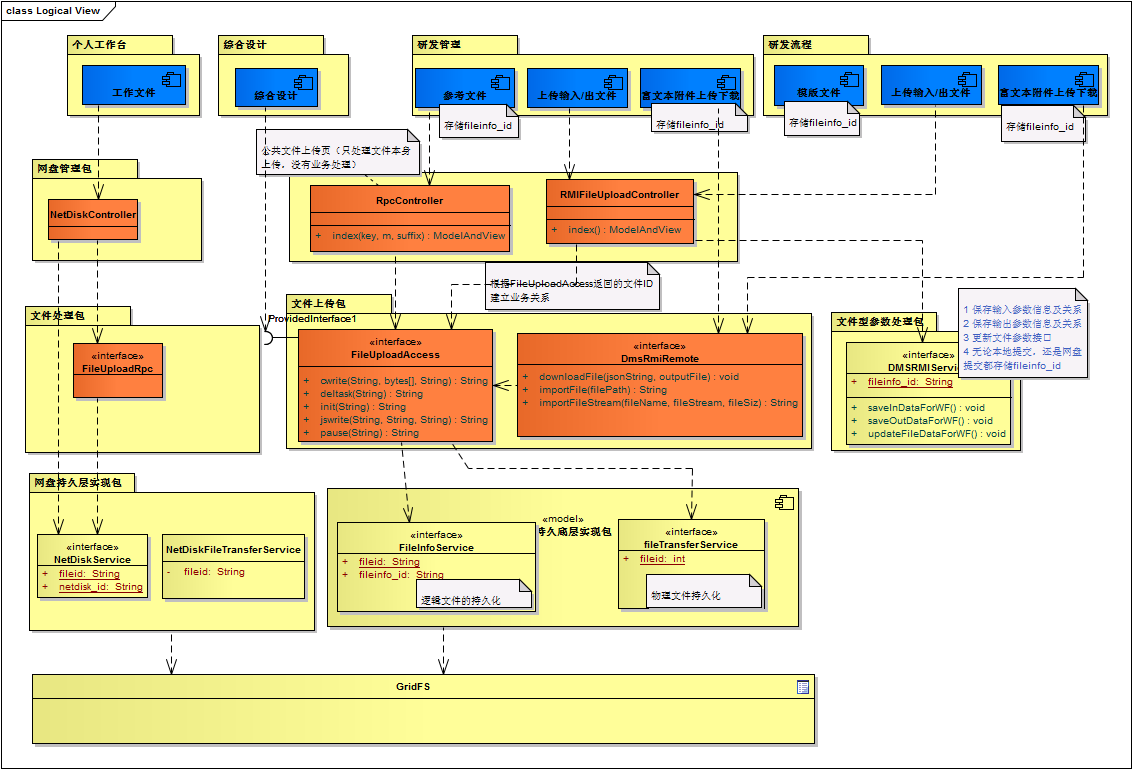 class Logical View
个人工作台
工作文件
综合设计
综合设计
研发管理
参考文件
上传输入/出文件
富文本附件上传下载
存储fileinfo_id
存储fileinfo_id
研发流程
模版文件
上传输入/出文件
富文本附件上传下载
存储fileinfo_id
存储fileinfo_id
公共文件上传页（只处理文件本身
上传，没有业务处理）
网盘管理包
NetDiskController
RpcController
+ index(key, m, suffix) : ModelAndView
RMIFileUploadController
+ index() : ModelAndView
根据FileUploadAccess返回的文件ID
建立业务关系
文件处理包
«interface»
FileUploadRpc
文件上传包
ProvidedInterface1
«interface»
FileUploadAccess
+ owrite(String, bytes[], String) : String
+ deltask(String) : String
+ init(String) : String
+ jswrite(String, String, String) : String
+ pause(String) : String
«interface»
DmsRmiRemote
+ downloadFile(jsonString, outputFile) : void
+ importFile(filePath) : String
+ importFileStream(fileName, fileStream, fileSiz) : String
文件型参数处理包
«interface»
DMSRMIServi
+ fileinfo_id: String
+ saveInDataForWF() : void
+ saveOutDataForWF() : void
+ updateFileDataForWF() : void
1 保存输入参数信息及关系
2 保存输出参数信息及关系
3 更新文件参数接口
4 无论本地提交，还是网盘
提交都存储fileinfo_id
网盘持久层实现包
«interface»
NetDiskService
+ fileid: String
+ netdisk_id: String
NetDiskFileTransferService
- fileid: String
«model»
持久底层实现包
«interface»
FileInfoService
+ fileid: String
+ fileinfo_id: String
逻辑文件的持久化
«interface»
fileTransferService
+ fileid: int
物理文件持久化
GridFS